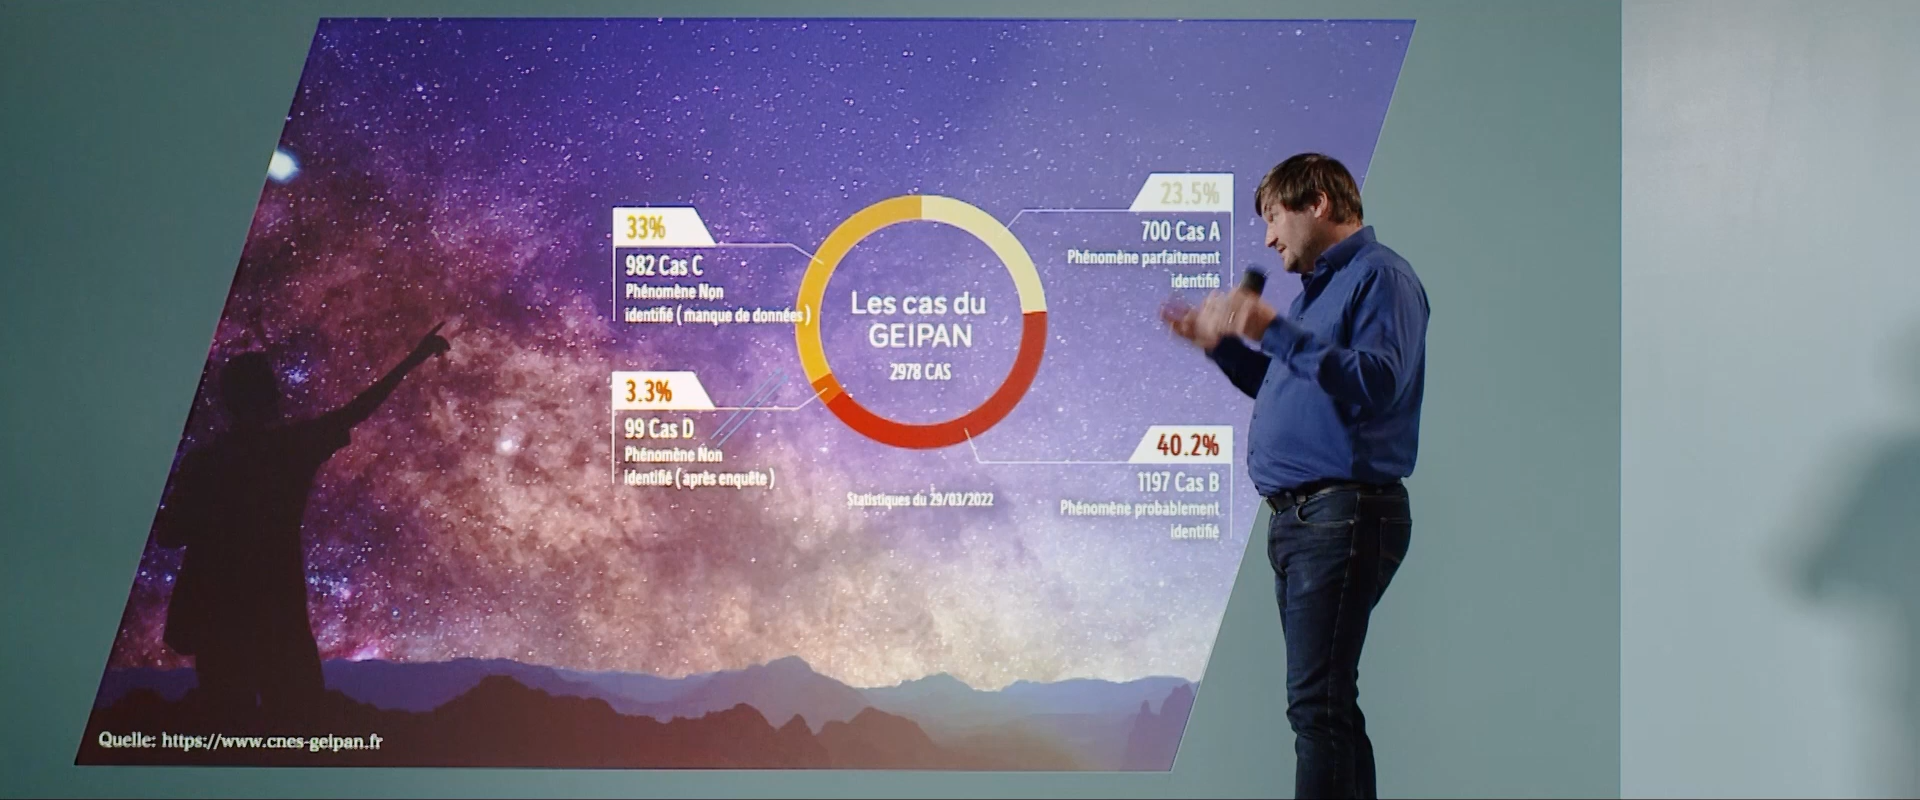 33%
982 Cas C
Phénomène Non
identifié ( manque de données )
3.3%
99 Cas D
Phénomène Non
identifié ( après enquête )
Les cas du
GEIPAN
2978 CAS
Statistiques du 29/03/2022
23.5%
700 Cas A
Phénomène parfaitement
identifié
40.2%
1197 Cas B
Phénomène probablement
identifié
Quelle: https://www.cnes-geipan.fr